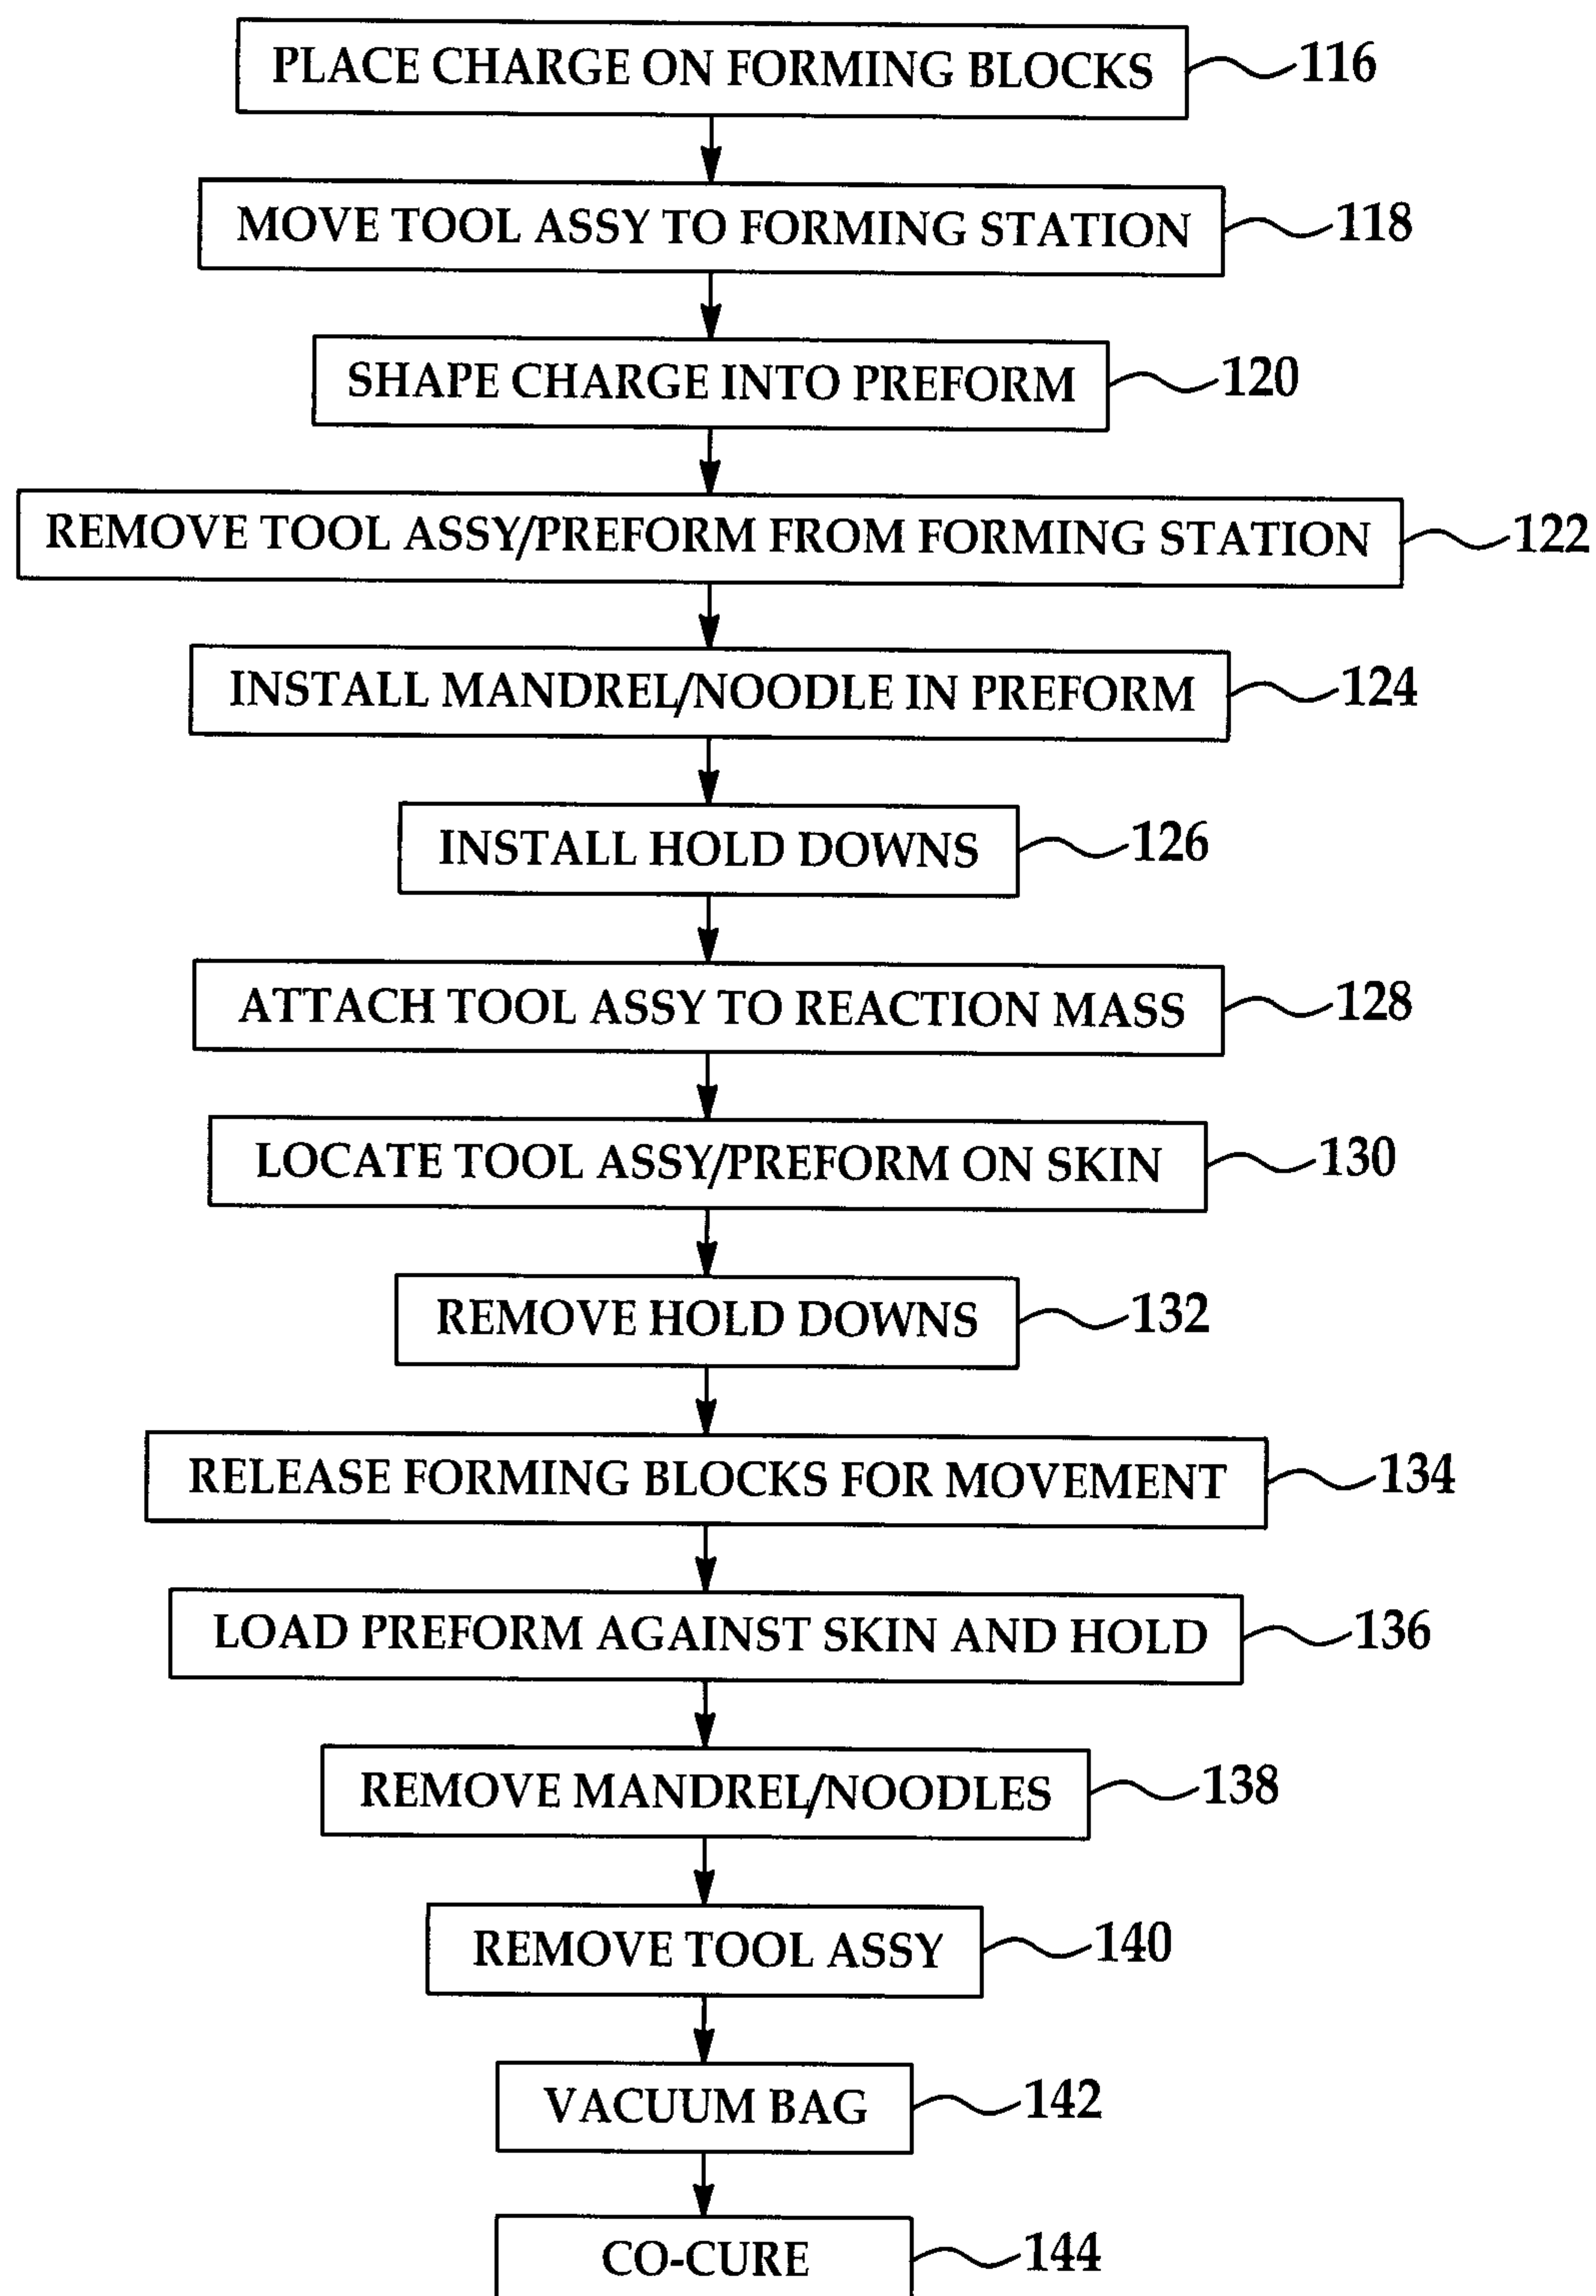 PLACE CHARGE ON FORMING BLOCKS 116
MOVE TOOL ASSY TO FORMING STATION 118
SHAPE CHARGE INTO PREFORM 120
REMOVE TOOL ASSY/PREFORM FROM FORMING STATION 122
INSTALL MANDREL/NOODLE IN PREFORM 124
INSTALL HOLD DOWNS 126
ATTACH TOOL ASSY TO REACTION MASS 128
LOCATE TOOL ASSY/PREFORM ON SKIN 130
REMOVE HOLD DOWNS 132
RELEASE FORMING BLOCKS FOR MOVEMENT 134
LOAD PREFORM AGAINST SKIN AND HOLD 136
REMOVE MANDREL/NOODLES 138
REMOVE TOOL ASSY 140
VACUUM BAG 142
CO-CURE 144